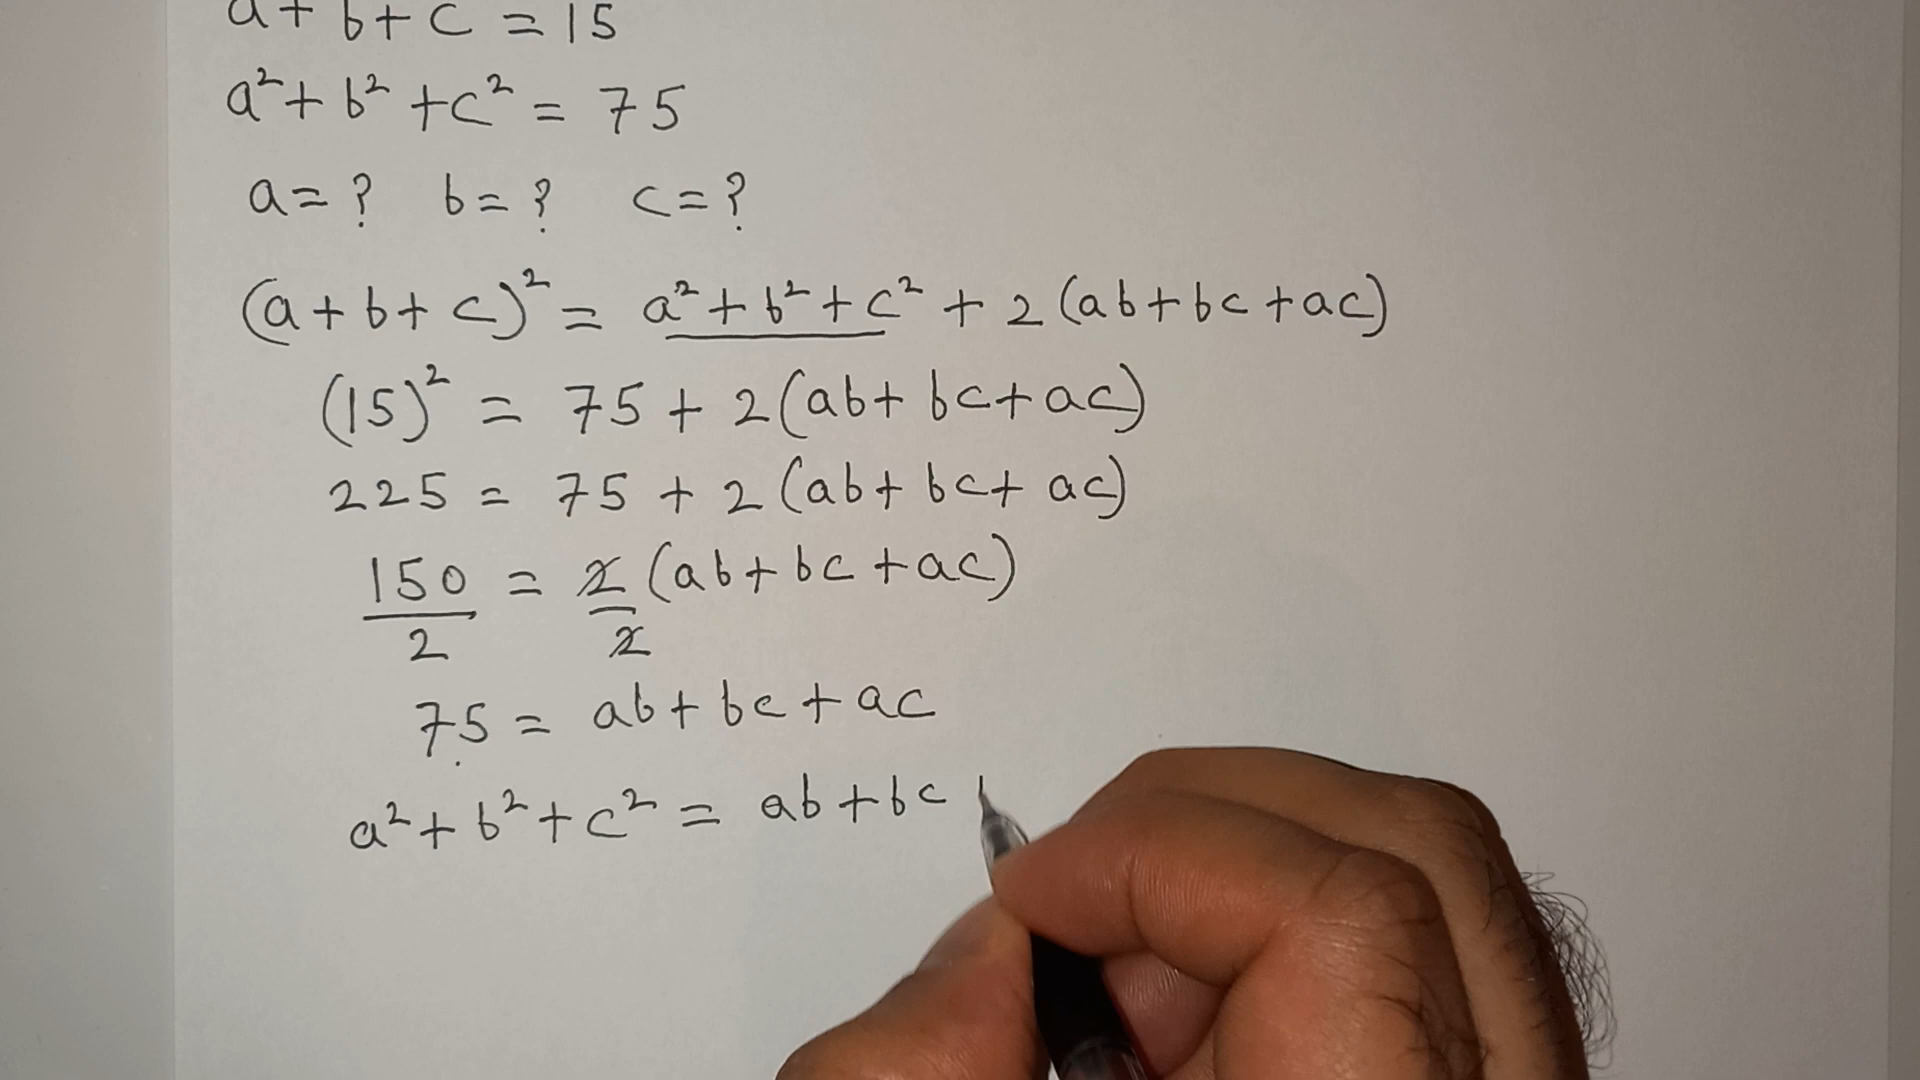 a + b + c = 15
a² + b² + c² = 75
a = ? b = ? c = ?
(a + b + c)² = a² + b² + c² + 2 (ab + bc + ac)
(15)² = 75 + 2 (ab + bc + ac)
225 = 75 + 2 (ab + bc + ac)
150/2 = 2/2 (ab + bc + ac)
75 = ab + bc + ac
a² + b² + c² = ab + bc